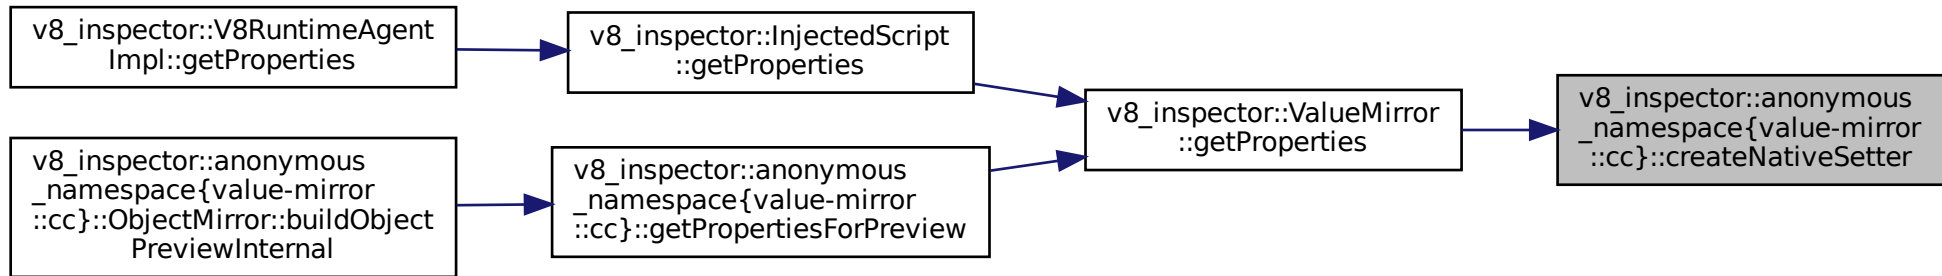 v8_inspector::V8RuntimeAgent
Impl::getProperties
v8_inspector::InjectedScript
::getProperties
v8_inspector::anonymous
_namespace{value-mirror
::cc}::ObjectMirror::buildObject
PreviewInternal
v8_inspector::anonymous
_namespace{value-mirror
::cc}::getPropertiesForPreview
v8_inspector::ValueMirror
::getProperties
v8_inspector::anonymous
_namespace{value-mirror
::cc}::createNativeSetter